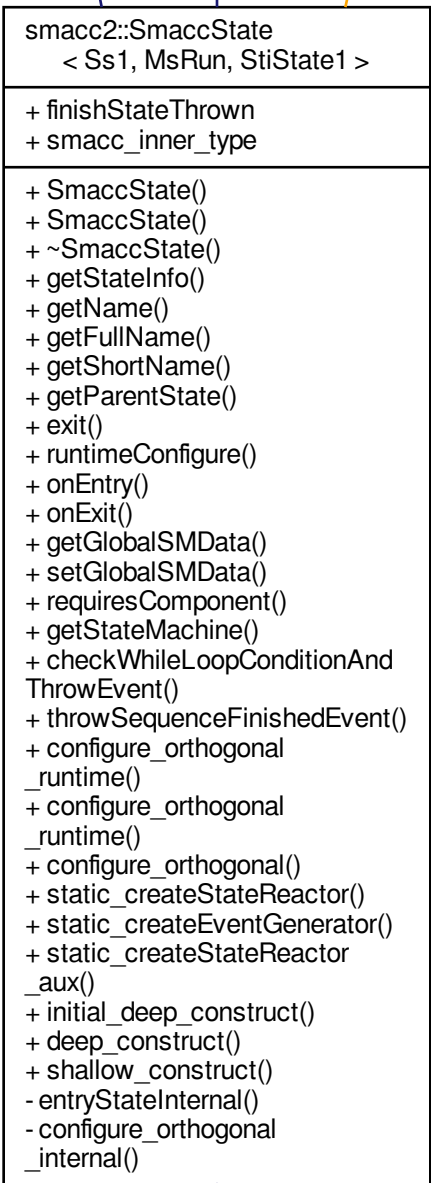 smacc2::SmaccState
< Ss1, MsRun, StiState1 >
+ finishStateThrown
+ smacc_inner_type
+ SmaccState()
+ SmaccState()
+ ~SmaccState()
+ getStateInfo()
+ getName()
+ getFullName()
+ getShortName()
+ getParentState()
+ exit()
+ runtimeConfigure()
+ onEntry()
+ onExit()
+ getGlobalSMData()
+ setGlobalSMData()
+ requiresComponent()
+ getStateMachine()
+ checkWhileLoopConditionAnd
ThrowEvent()
+ throwSequenceFinishedEvent()
+ configure_orthogonal
_runtime()
+ configure_orthogonal
_runtime()
+ configure_orthogonal()
+ static_createStateReactor()
+ static_createEventGenerator()
+ static_createStateReactor
_aux()
+ initial_deep_construct()
+ deep_construct()
+ shallow_construct()
- entryStateInternal()
- configure_orthogonal
_internal()